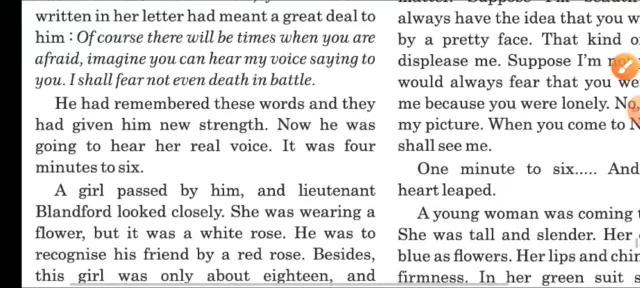 written in her letter had meant a great deal to
him : Of course there will be times when you are
afraid, imagine you can hear my voice saying to
you. I shall fear not even death in battle.
He had remembered these words and they
had given him new strength. Now he was
going to hear her real voice. It was four
minutes to six.
A girl passed by him, and lieutenant
Blandford looked closely. She was wearing a
flower, but it was a white rose. He was to
recognise his friend by a red rose. Besides,
this girl was only about eighteen, and
always have the idea that you w
by a pretty face. That kind o
displease me. Suppose I'm
would always fear that you we
me because you were lonely. No,
my picture. When you come to N
shall see me.
One minute to six..... And
heart leaped.
A young woman was coming t
She was tall and slender. Her
blue as flowers. Her lips and chin
firmness. In her green suit s